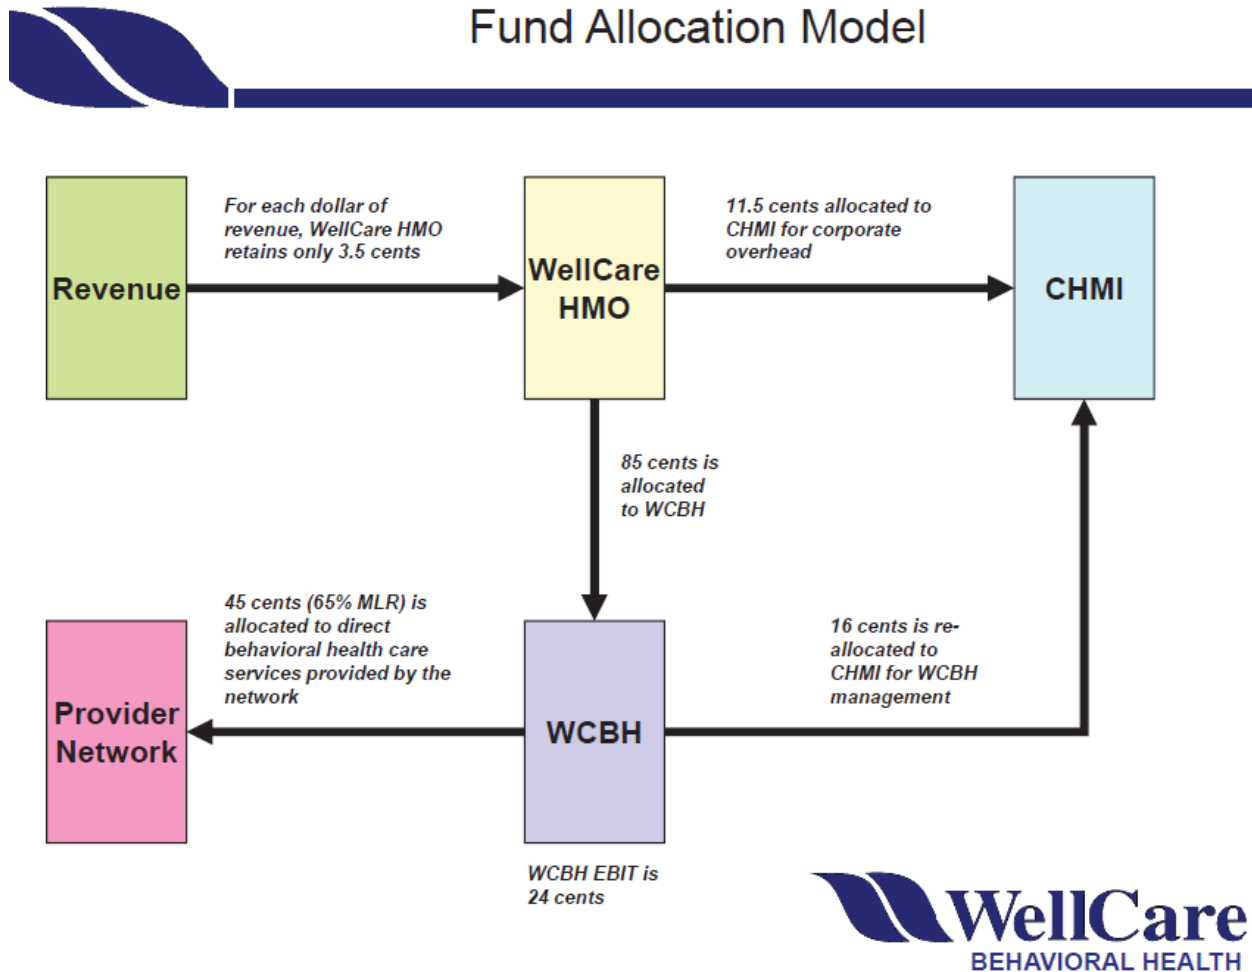 Fund Allocation Model
For each dollar of
revenue, WellCare HMO
retains only 3.5 cents
11.5 cents allocated to
CHMI for corporate
overhead
Revenue
WellCare
HMO
CHMI
85 cents is
allocated
to WCBH
45 cents (65% MLR) is
allocated to direct
behavioral health care
services provided by the
network
16 cents is re-
allocated to
CHMI for WCBH
management
Provider
Network
WCBH
WCBH EBIT is
24 cents
WellCare
BEHAVIORAL HEALTH